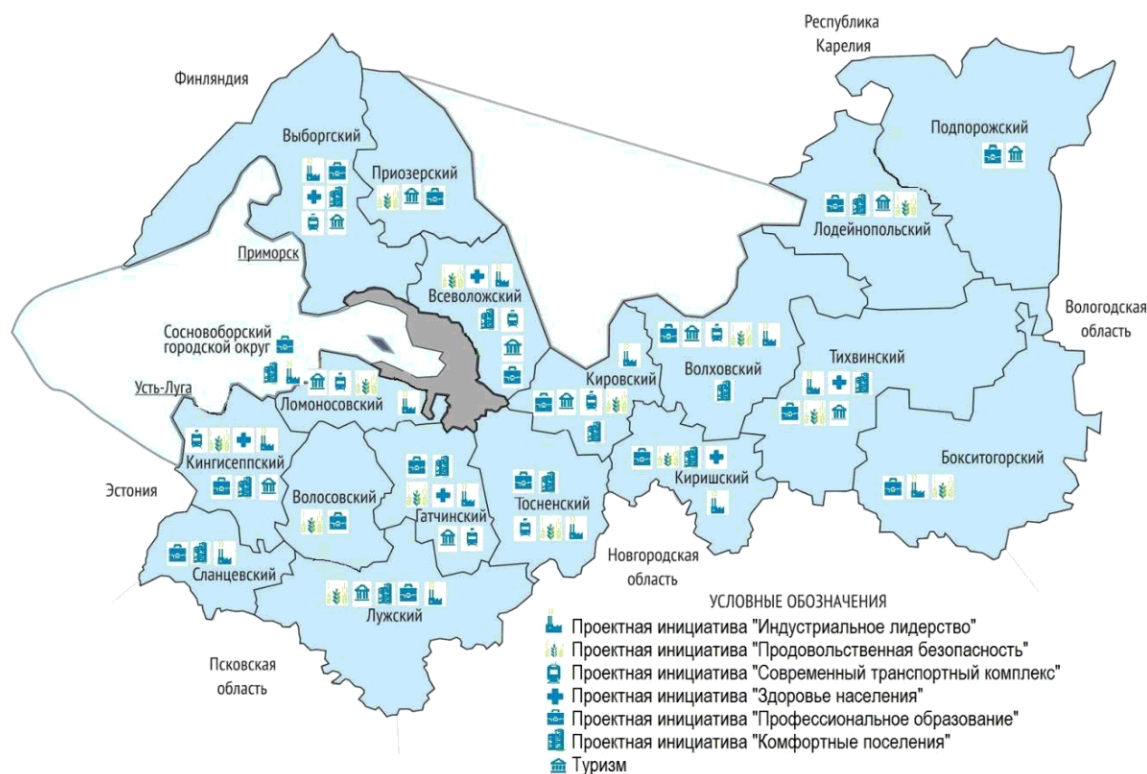 Республика
Карелия
Финляндия
Выборгский
Подпорожский
Приозерский
Лодейнопольский
Приморск
Всеволожский
Вологодская
область
Сосновоборский
городской округ
Тихвинский
Кировский
Волховский
Усть-Луга
Ломоносовский
Бокситогорский
Кингисеппский
Киришский
Эстония
Волосовский
Тосненский
Гатчинский
Новгородская
область
Сланцевский
Лужский
Псковская
область
УСЛОВНЫЕ ОБОЗНАЧЕНИЯ
Проектная инициатива "Индустриальное лидерство"
Проектная инициатива "Продовольственная безопасность"
Проектная инициатива "Современный транспортный комплекс"
Проектная инициатива "Здоровье населения"
Проектная инициатива "Профессиональное образование"
Проектная инициатива "Комфортные поселения"
Туризм